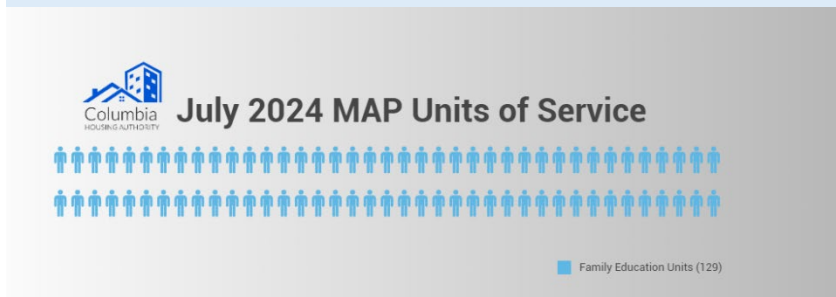 Columbia
HOUSING AUTHORITY
July 2024 MAP Units of Service
Family Education Units (129)